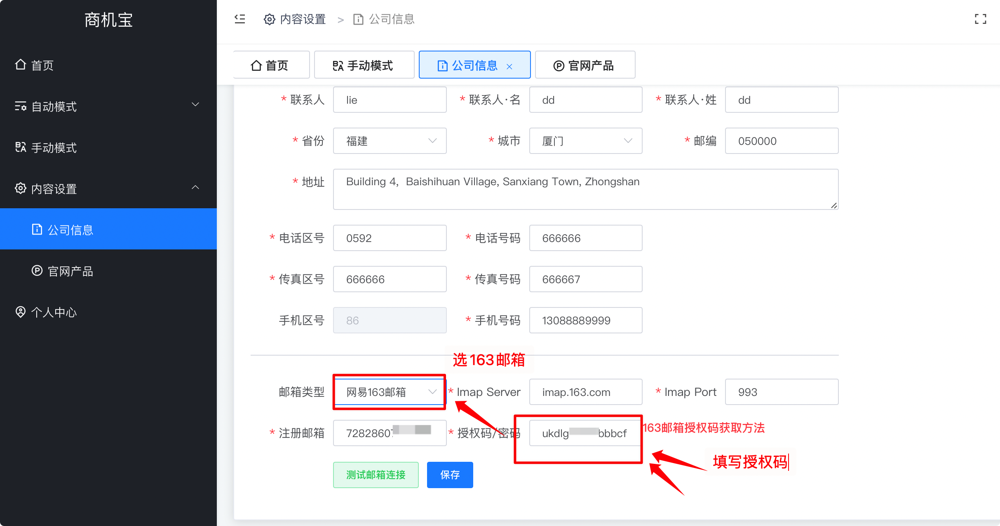 商机宝
首页
自动模式
手动模式
内容设置
公司信息
官网产品
个人中心
内容设置 > 公司信息
首页 手动模式 公司信息 × 官网产品
* 联系人 lie * 联系人·名 dd * 联系人·姓 dd
* 省份 福建 * 城市 厦门 * 邮编 050000
* 地址 Building 4, Baishihuan Village, Sanxiang Town, Zhongshan
* 电话区号 0592 * 电话号码 666666
* 传真区号 666666 * 传真号码 666667
手机区号 86 * 手机号码 13088889999
选163邮箱
邮箱类型 网易163邮箱 * Imap Server imap.163.com * Imap Port 993
* 注册邮箱 7282860 * 授权码/密码 ukdlg bbbcf 163邮箱授权码获取方法
填写授权码
测试邮箱连接 保存